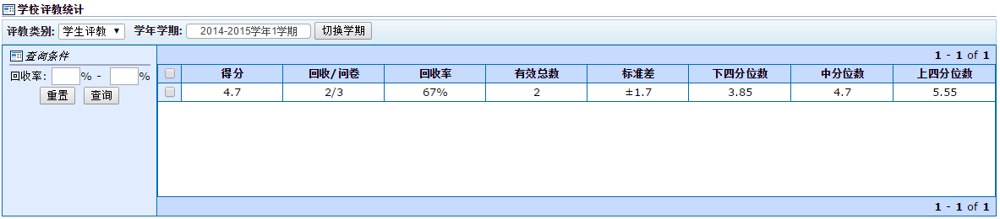 学校评教统计
评教类别: 学生评教 学年学期: 2014-2015学年1学期 切换学期
查询条件
回收率: % - %
重置 查询
1 - 1 of 1
得分 回收/问卷 回收率 有效总数 标准差 下四分位数 中分位数 上四分位数
4.7 2/3 67% 2 ±1.7 3.85 4.7 5.55
1 - 1 of 1